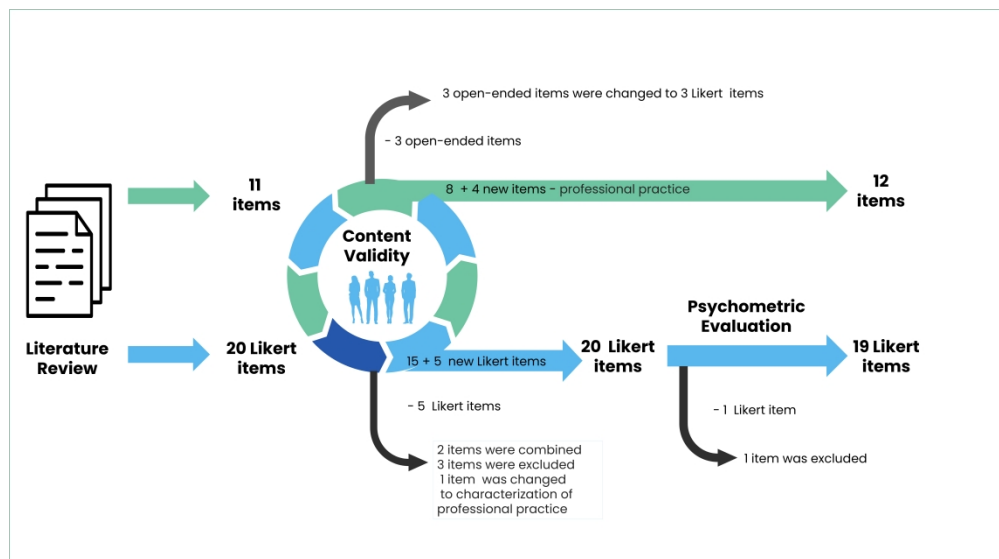 3 open-ended items were changed to 3 Likert items
- 3 open-ended items
11
items
8 + 4 new items - professional practice
12
items
Content
Validity
Psychometric
Evaluation
Literature
Review
20 Likert
items
15 + 5 new Likert items
20 Likert
items
19 Likert
items
- 5 Likert items
- 1 Likert item
2 items were combined
3 items were excluded
1 item was changed
to characterization of
professional practice
1 item was excluded